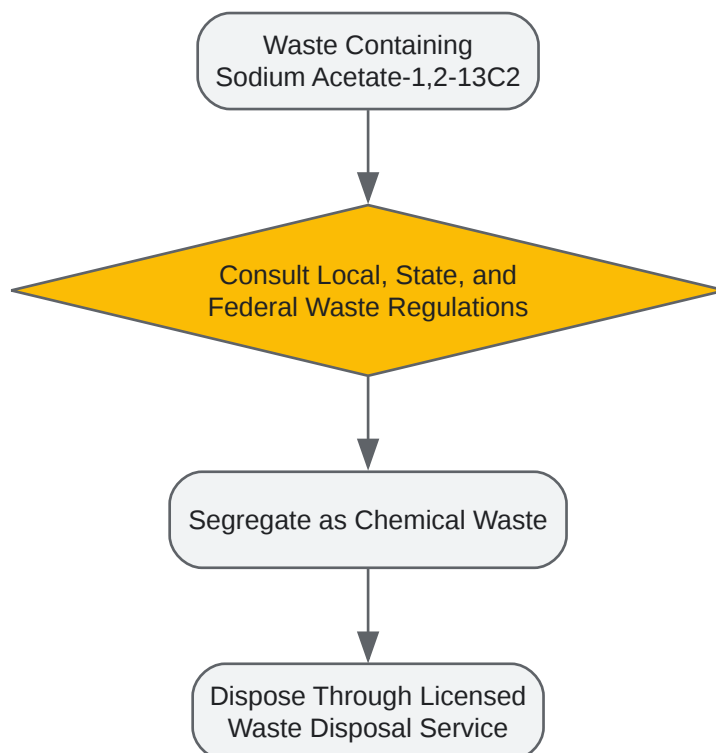 Waste Containing
Sodium Acetate-1,2-13C2
Consult Local, State, and
Federal Waste Regulations
Segregate as Chemical Waste
Dispose Through Licensed
Waste Disposal Service